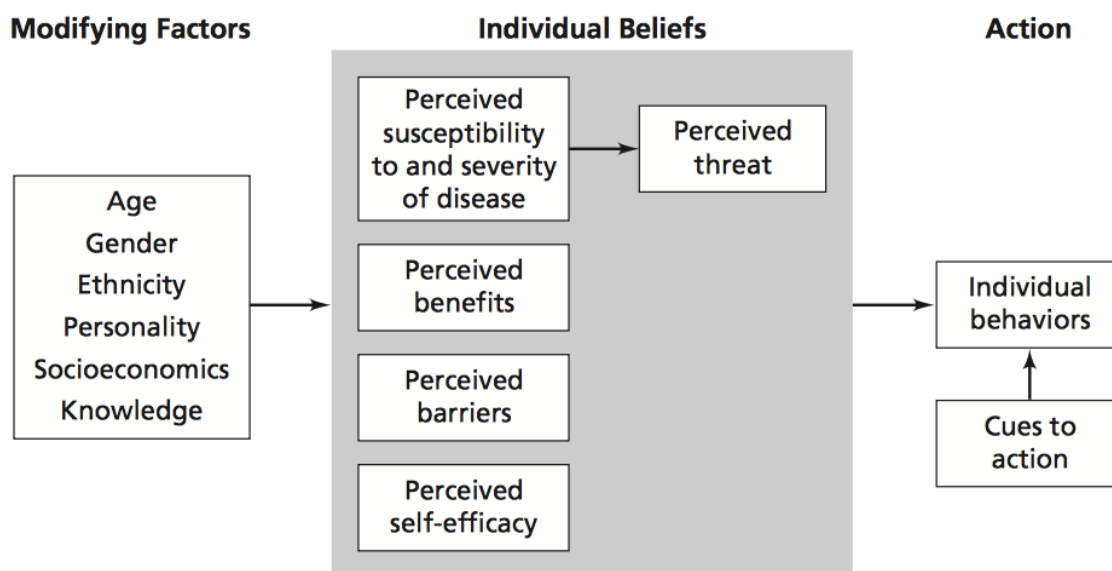 Modifying Factors
Individual Beliefs
Action
Age
Gender
Ethnicity
Personality
Socioeconomics
Knowledge
Perceived
susceptibility
to and severity
of disease
Perceived
threat
Perceived
benefits
Perceived
barriers
Perceived
self-efficacy
Individual
behaviors
Cues to
action